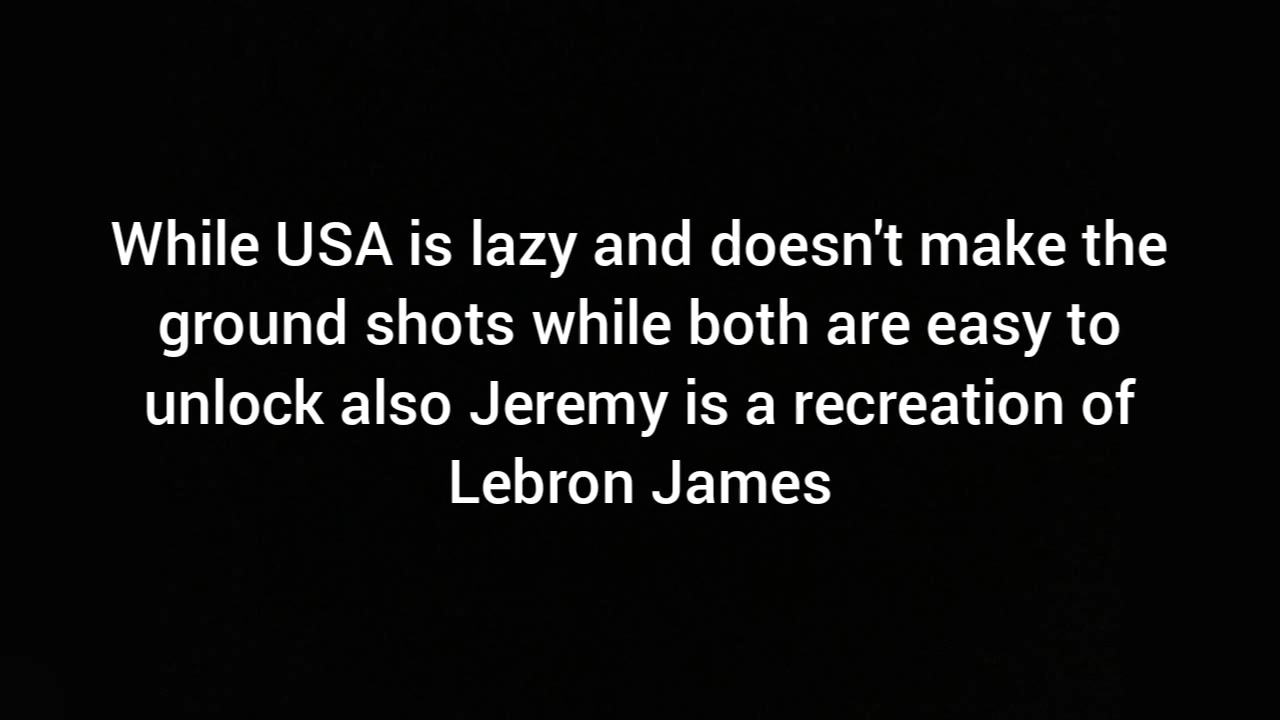 While USA is lazy and doesn't make the
ground shots while both are easy to
unlock also Jeremy is a recreation of
Lebron James